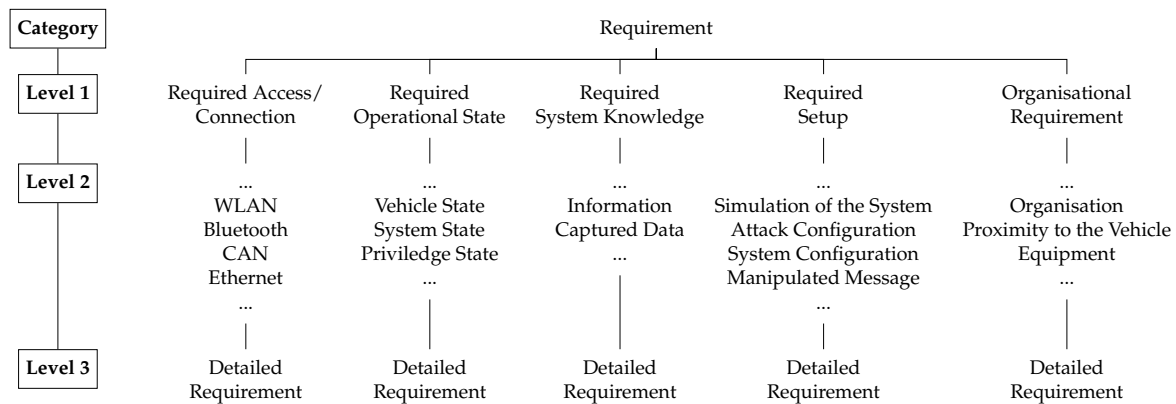 Category
Requirement
Level 1
Required Access/
Connection
Required
Operational State
Required
System Knowledge
Required
Setup
Organisational
Requirement
Level 2
...
WLAN
Bluetooth
CAN
Ethernet
...
...
Vehicle State
System State
Priviledge State
...
...
Information
Captured Data
...
...
Simulation of the System
Attack Configuration
System Configuration
Manipulated Message
...
...
Organisation
Proximity to the Vehicle
Equipment
...
Level 3
Detailed
Requirement
Detailed
Requirement
Detailed
Requirement
Detailed
Requirement
Detailed
Requirement